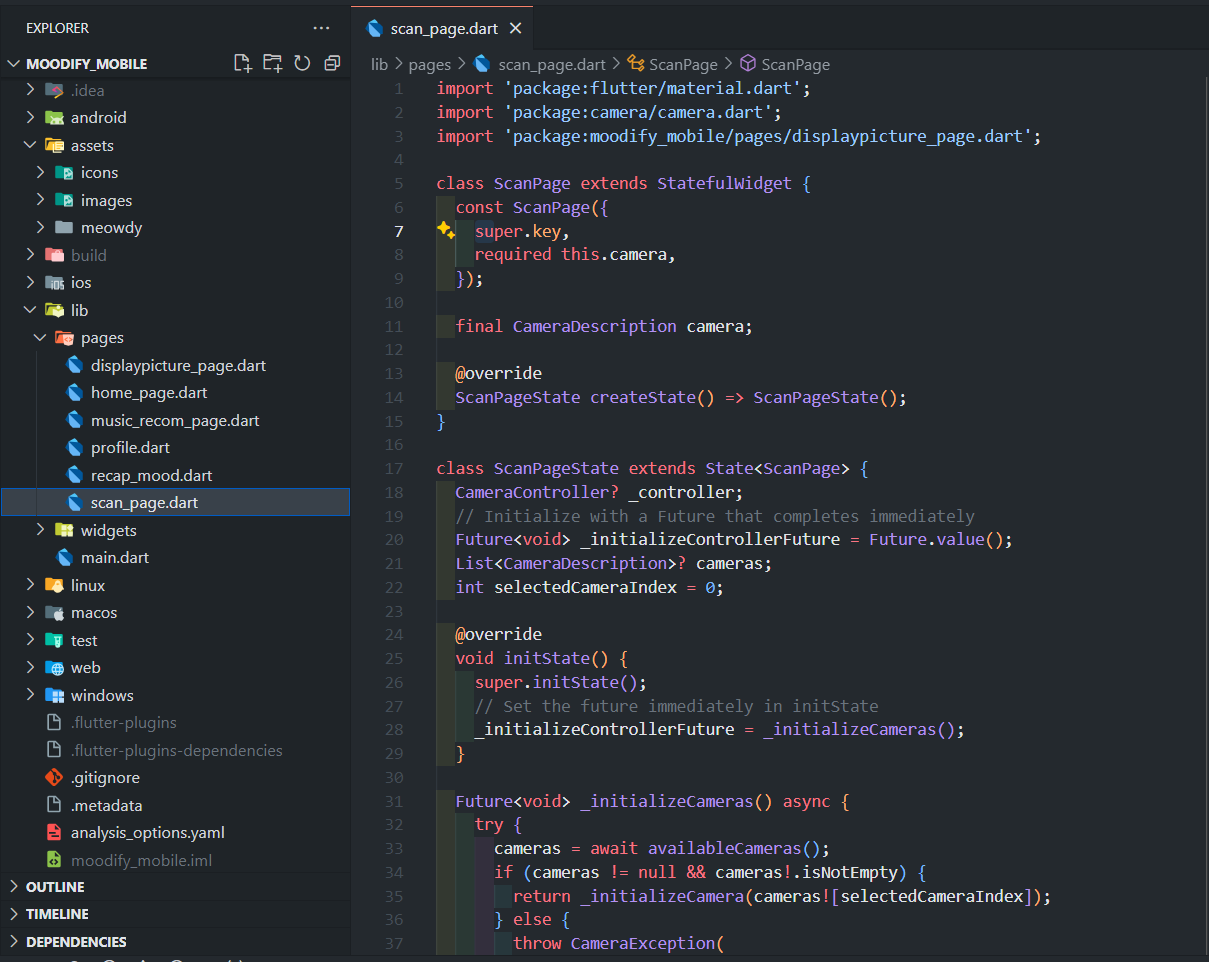 EXPLORER
MOODIFY_MOBILE
.idea
android
assets
icons
images
meowdy
build
ios
lib
pages
displaypicture_page.dart
home_page.dart
music_recom_page.dart
profile.dart
recap_mood.dart
scan_page.dart
widgets
main.dart
linux
macos
test
web
windows
.flutter-plugins
.flutter-plugins-dependencies
.gitignore
.metadata
analysis_options.yaml
moodify_mobile.iml
OUTLINE
TIMELINE
DEPENDENCIES
scan_page.dart
lib > pages > scan_page.dart > ScanPage > ScanPage
1 import 'package:flutter/material.dart';
2 import 'package:camera/camera.dart';
3 import 'package:moodify_mobile/pages/displaypicture_page.dart';
4
5 class ScanPage extends StatefulWidget {
6   const ScanPage({
7     super.key,
8     required this.camera,
9   });
10
11   final CameraDescription camera;
12
13   @override
14   ScanPageState createState() => ScanPageState();
15 }
16
17 class ScanPageState extends State<ScanPage> {
18   CameraController? _controller;
19   // Initialize with a Future that completes immediately
20   Future<void> _initializeControllerFuture = Future.value();
21   List<CameraDescription>? cameras;
22   int selectedCameraIndex = 0;
23
24   @override
25   void initState() {
26     super.initState();
27     // Set the future immediately in initState
28     _initializeControllerFuture = _initializeCameras();
29   }
30
31   Future<void> _initializeCameras() async {
32     try {
33       cameras = await availableCameras();
34       if (cameras != null && cameras!.isNotEmpty) {
35         return _initializeCamera(cameras![selectedCameraIndex]);
36       } else {
37         throw CameraException(